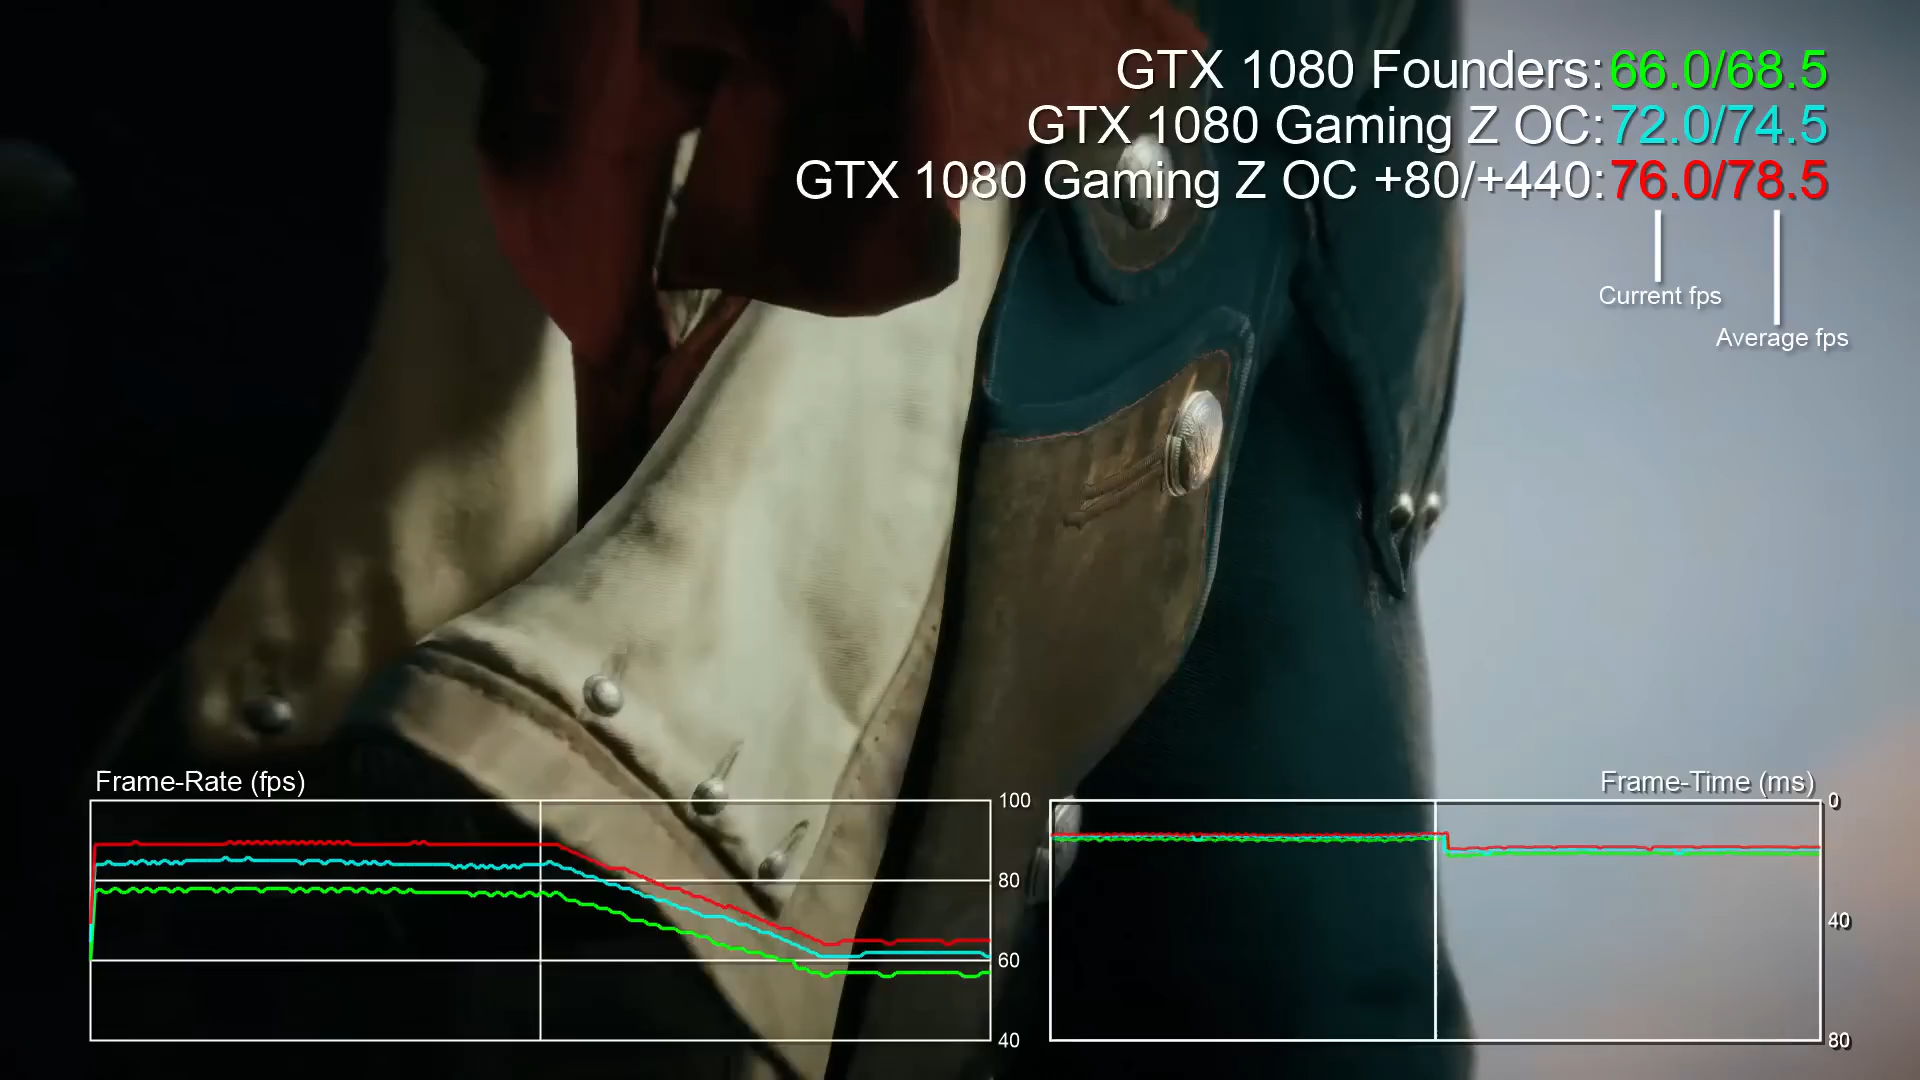 GTX 1080 Founders: 66.0/68.5
GTX 1080 Gaming Z OC: 72.0/74.5
GTX 1080 Gaming Z OC +80/+440: 76.0/78.5
Current fps
Average fps
Frame-Rate (fps)
100
80
60
40
Frame-Time (ms)
0
40
80